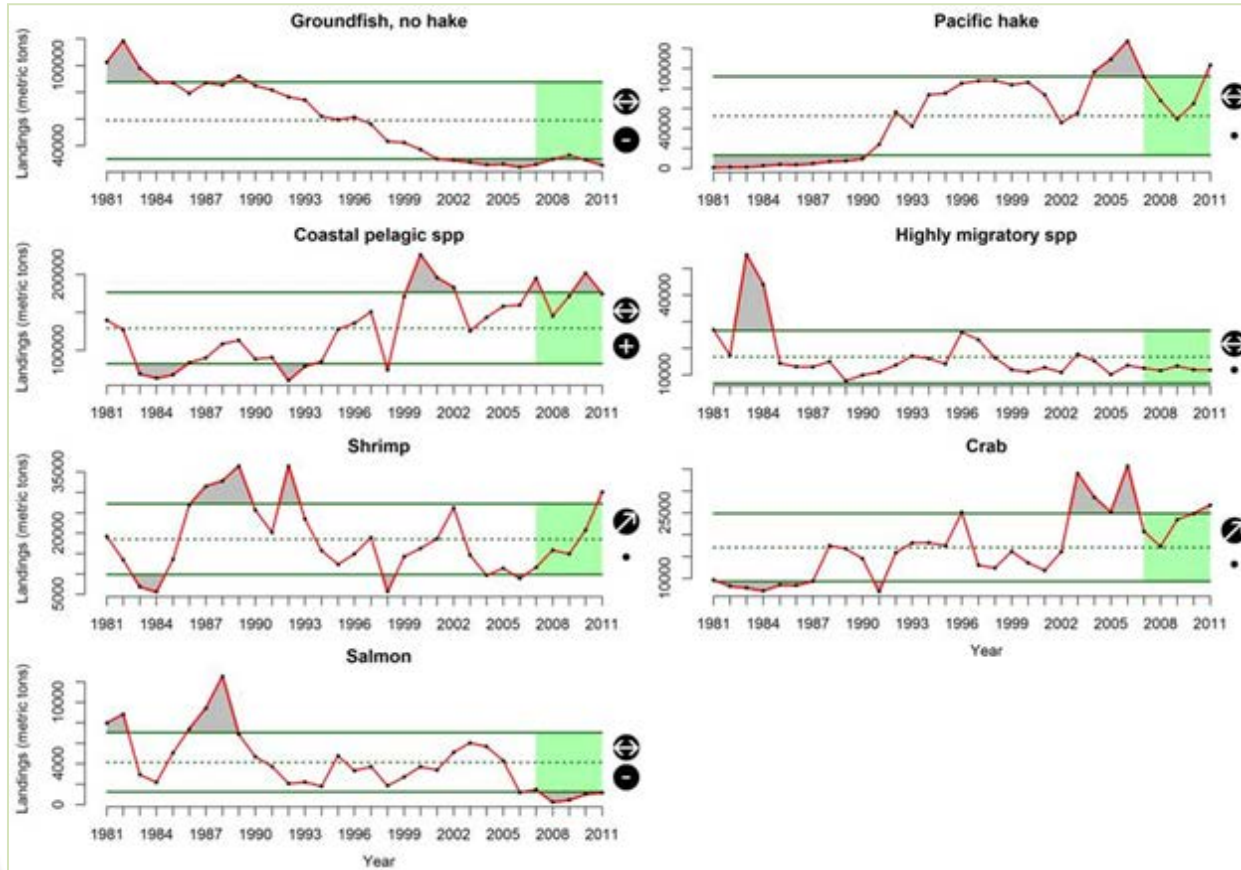 Groundfish, no hake
Landings (metric tons)
100000
40000
1981 1984 1987 1990 1993 1996 1999 2002 2005 2008 2011
Pacific hake
100000
40000
0
1981 1984 1987 1990 1993 1996 1999 2002 2005 2008 2011
Coastal pelagic spp
Landings (metric tons)
200000
100000
1981 1984 1987 1990 1993 1996 1999 2002 2005 2008 2011
Highly migratory spp
40000
10000
1981 1984 1987 1990 1993 1996 1999 2002 2005 2008 2011
Shrimp
Landings (metric tons)
350000
200000
50000
1981 1984 1987 1990 1993 1996 1999 2002 2005 2008 2011
Crab
25000
10000
1981 1984 1987 1990 1993 1996 1999 2002 2005 2008 2011
Year
Salmon
Landings (metric tons)
10000
4000
0
1981 1984 1987 1990 1993 1996 1999 2002 2005 2008 2011
Year